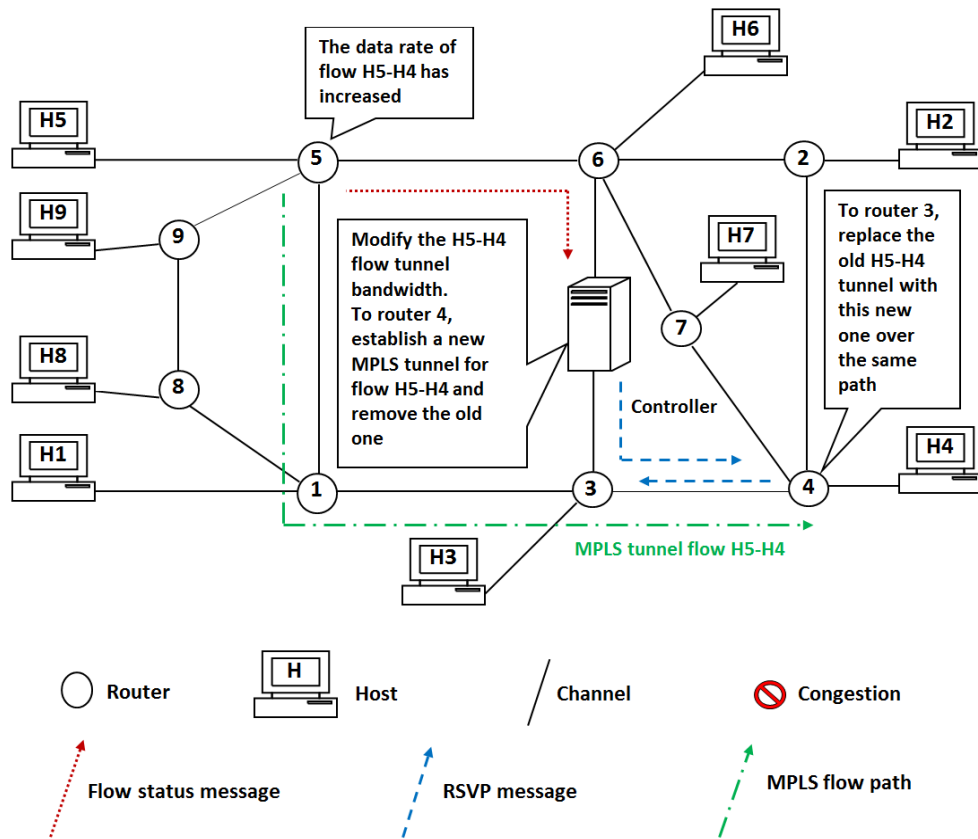 H6
The data rate of
flow H5-H4 has
increased
H5
5
6
2
H2
H9
9
Modify the H5-H4
flow tunnel
bandwidth.
To router 4,
establish a new
MPLS tunnel for
flow H5-H4 and
remove the old
one
H7
7
To router 3,
replace the
old H5-H4
tunnel with
this new
one over
the same
path
H8
8
Controller
H1
1
3
4
H4
H3
MPLS tunnel flow H5-H4
Router
H
Host
Channel
Congestion
Flow status message
RSVP message
MPLS flow path